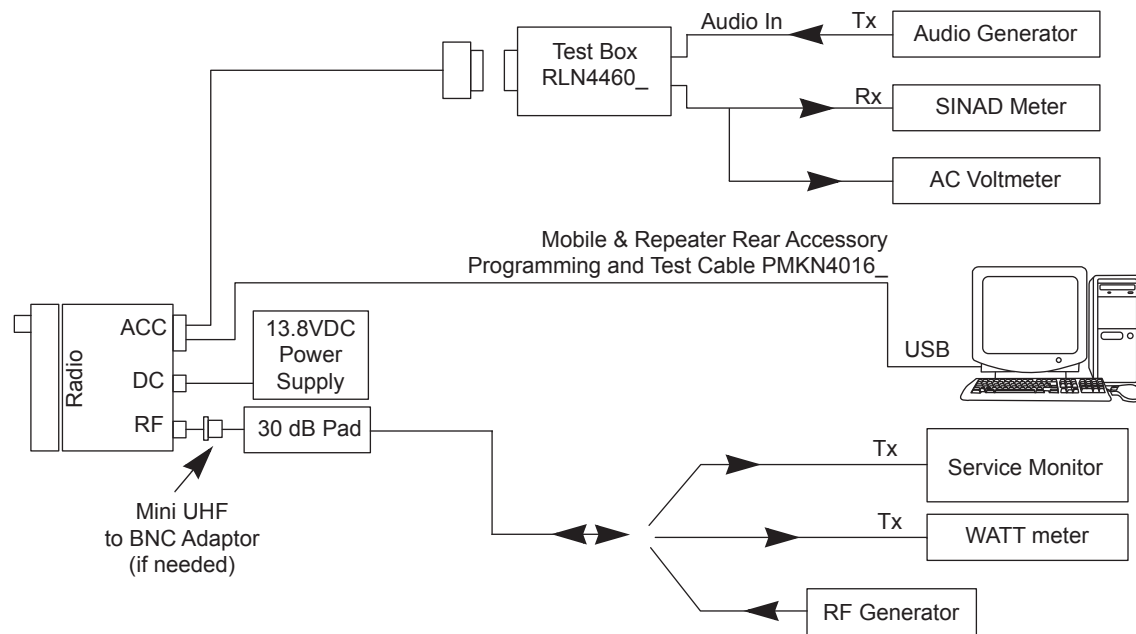 Audio In
Tx
Audio Generator
Test Box
RLN4460_
Rx
SINAD Meter
AC Voltmeter
Mobile & Repeater Rear Accessory
Programming and Test Cable PMKN4016_
USB
Radio
ACC
DC
RF
13.8VDC
Power
Supply
30 dB Pad
Mini UHF
to BNC Adaptor
(if needed)
Tx
Service Monitor
Tx
WATT meter
RF Generator